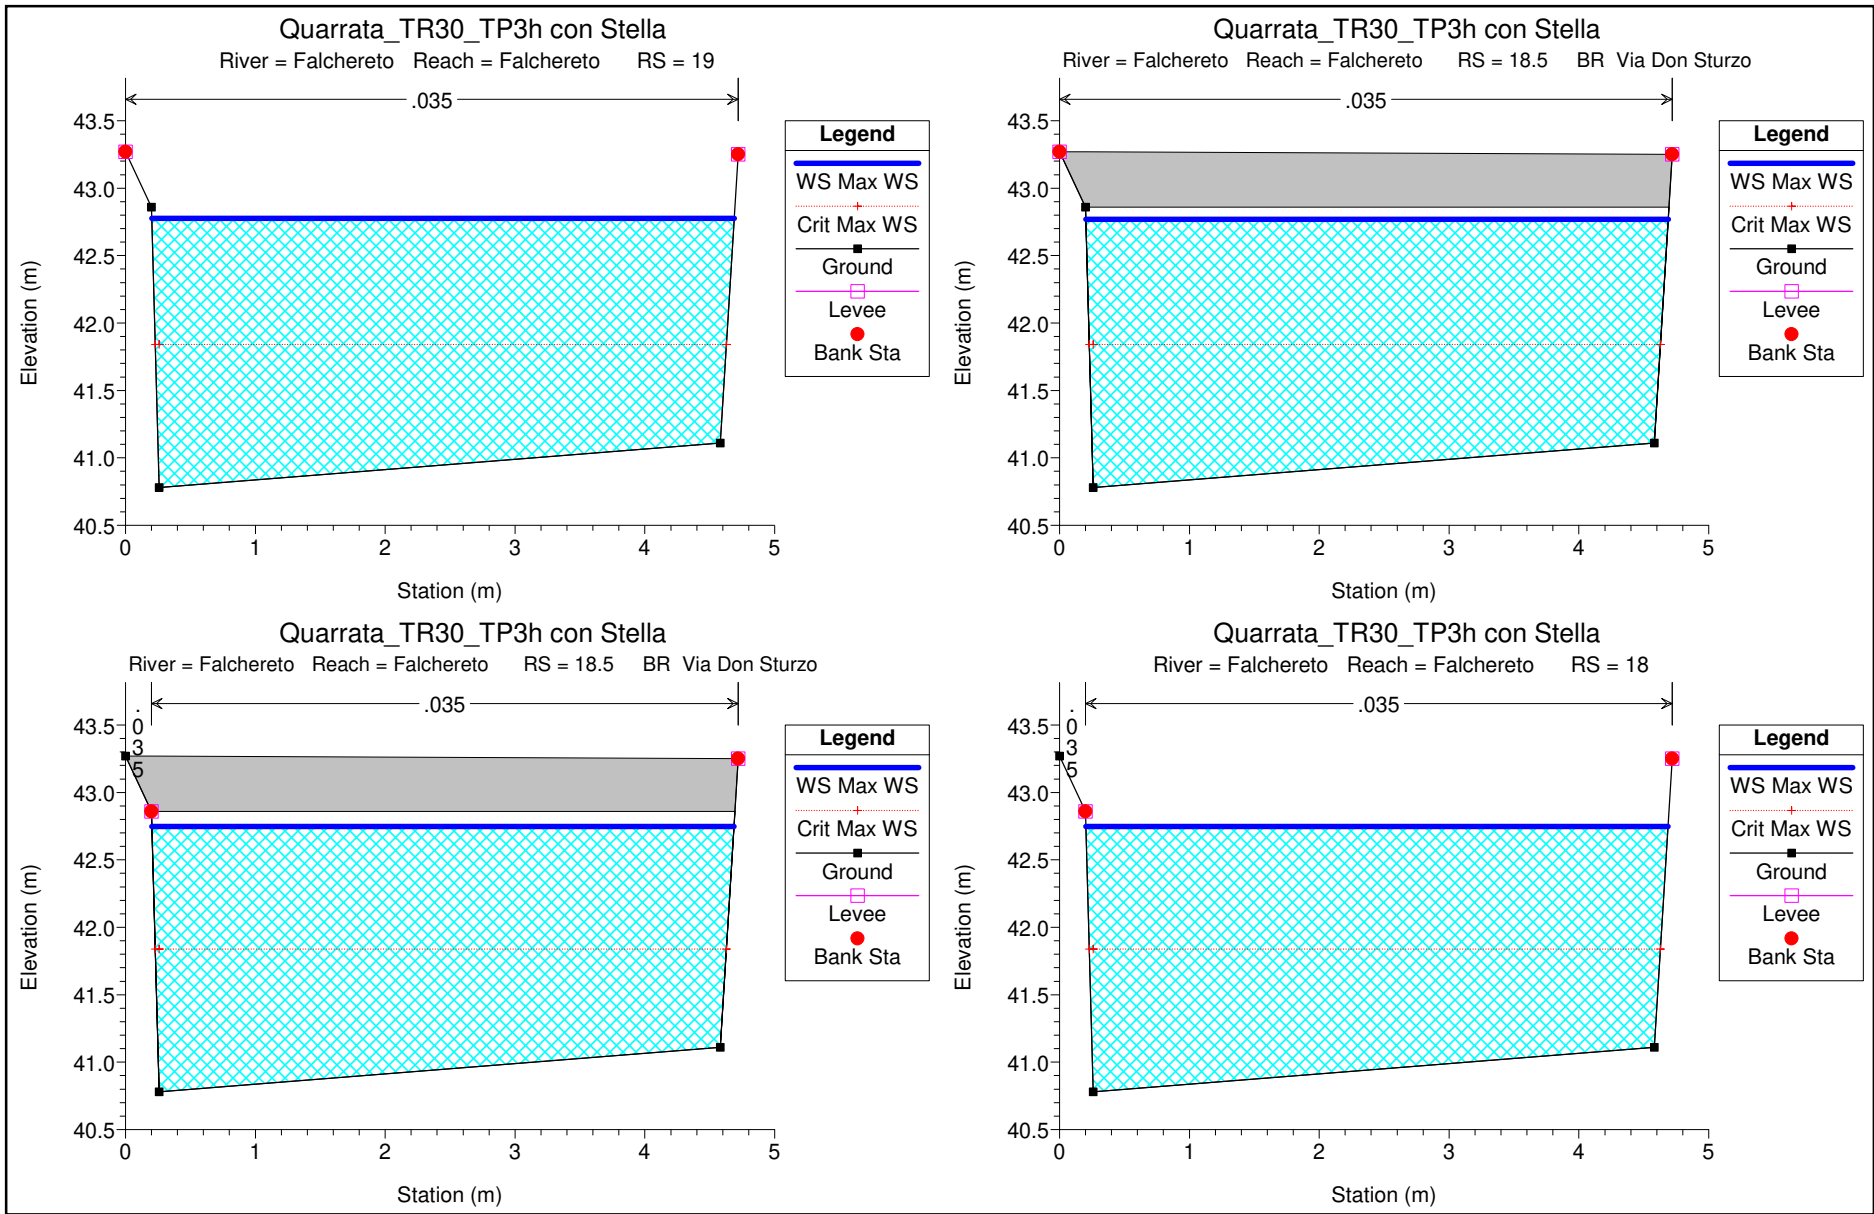 Quarrata_TR30_TP3h con Stella
River = Falchereto Reach = Falchereto RS = 19
.035
43.5
43.0
42.5
42.0
41.5
41.0
40.5
0 1 2 3 4 5
Station (m)
Elevation (m)
Legend
WS Max WS
Crit Max WS
Ground
Levee
Bank Sta
Quarrata_TR30_TP3h con Stella
River = Falchereto Reach = Falchereto RS = 18.5 BR Via Don Sturzo
.035
43.5
43.0
42.5
42.0
41.5
41.0
40.5
0 1 2 3 4 5
Station (m)
Elevation (m)
Legend
WS Max WS
Crit Max WS
Ground
Levee
Bank Sta
Quarrata_TR30_TP3h con Stella
River = Falchereto Reach = Falchereto RS = 18.5 BR Via Don Sturzo
.035
.035
43.5
43.0
42.5
42.0
41.5
41.0
40.5
0 1 2 3 4 5
Station (m)
Elevation (m)
Legend
WS Max WS
Crit Max WS
Ground
Levee
Bank Sta
Quarrata_TR30_TP3h con Stella
River = Falchereto Reach = Falchereto RS = 18
.035
.035
43.5
43.0
42.5
42.0
41.5
41.0
40.5
0 1 2 3 4 5
Station (m)
Elevation (m)
Legend
WS Max WS
Crit Max WS
Ground
Levee
Bank Sta